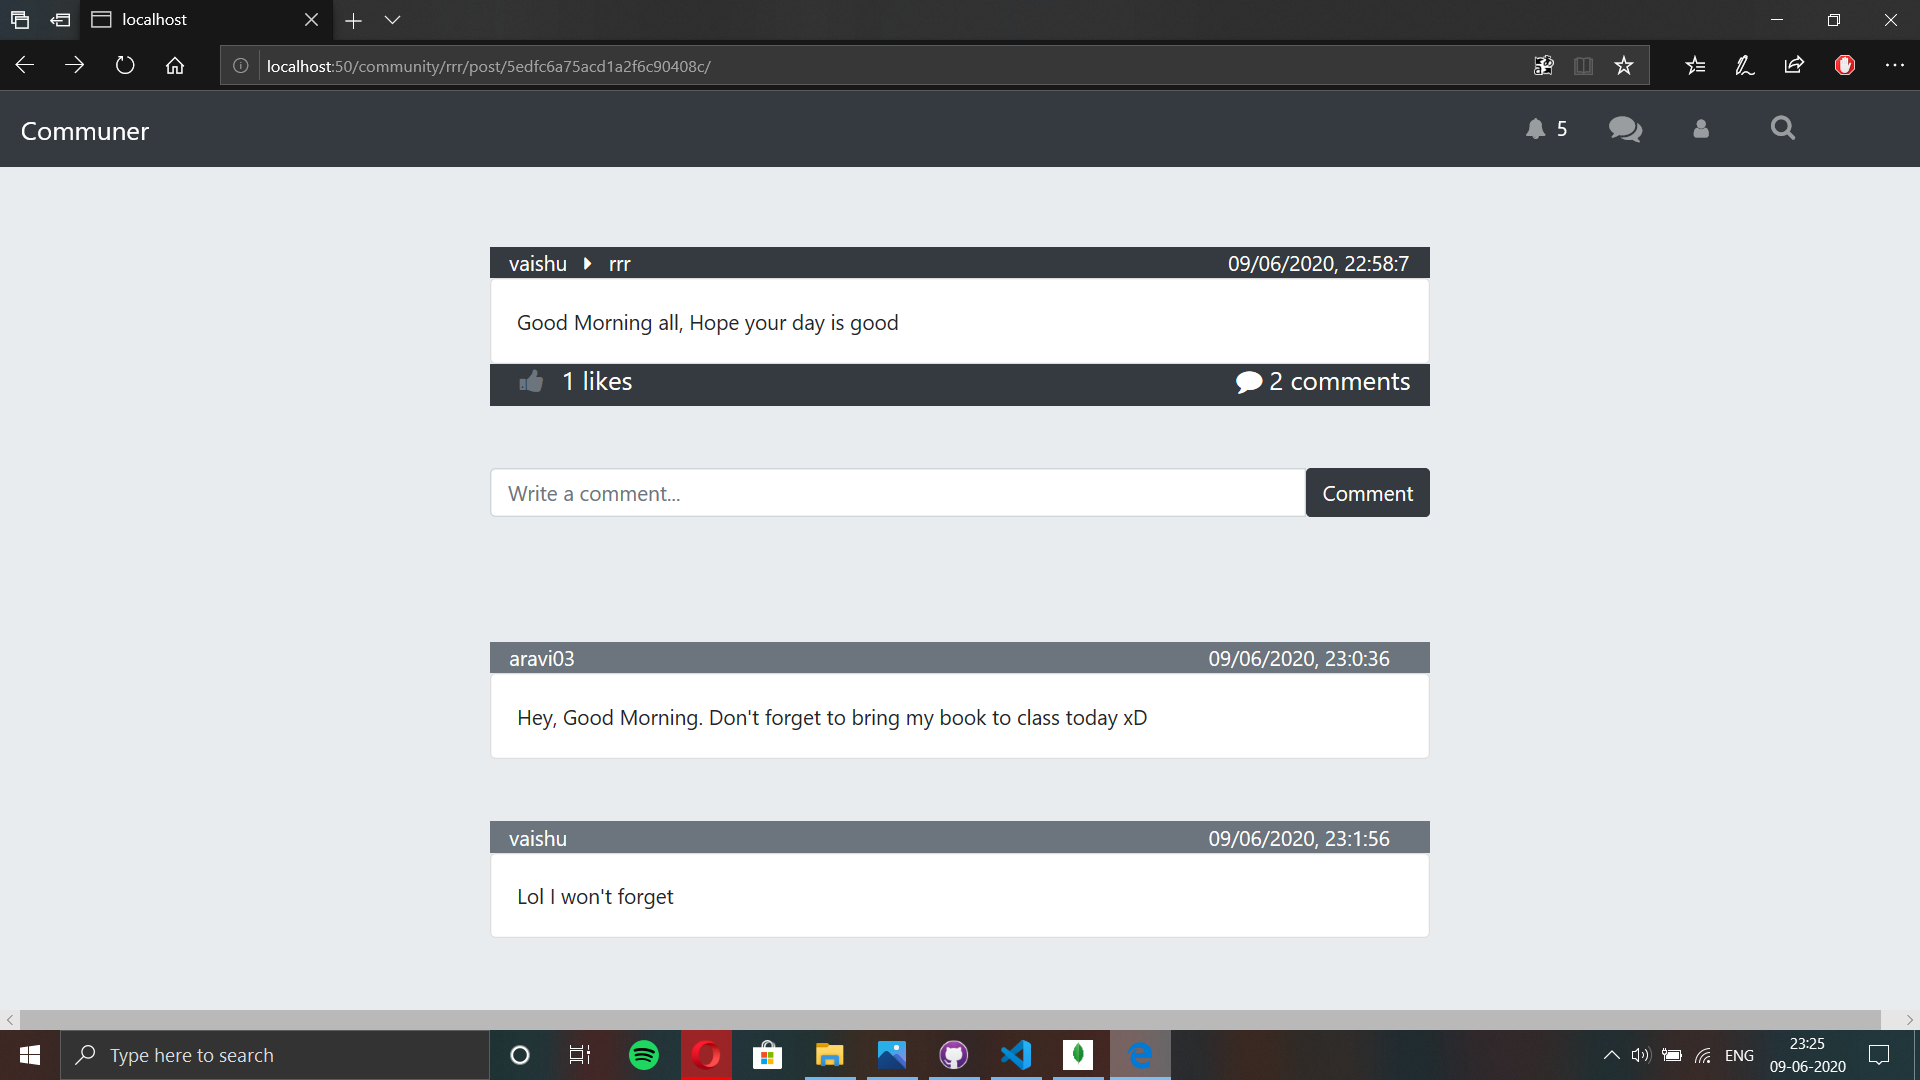 localhost
localhost:50/community/rrr/post/5edfc6a75acd1a2f6c90408c/
Communer
5
vaishu rrr 09/06/2020, 22:58:7
Good Morning all, Hope your day is good
1 likes 2 comments
Write a comment... Comment
aravi03 09/06/2020, 23:0:36
Hey, Good Morning. Don't forget to bring my book to class today xD
vaishu 09/06/2020, 23:1:56
Lol I won't forget
Type here to search
ENG
23:25
09-06-2020